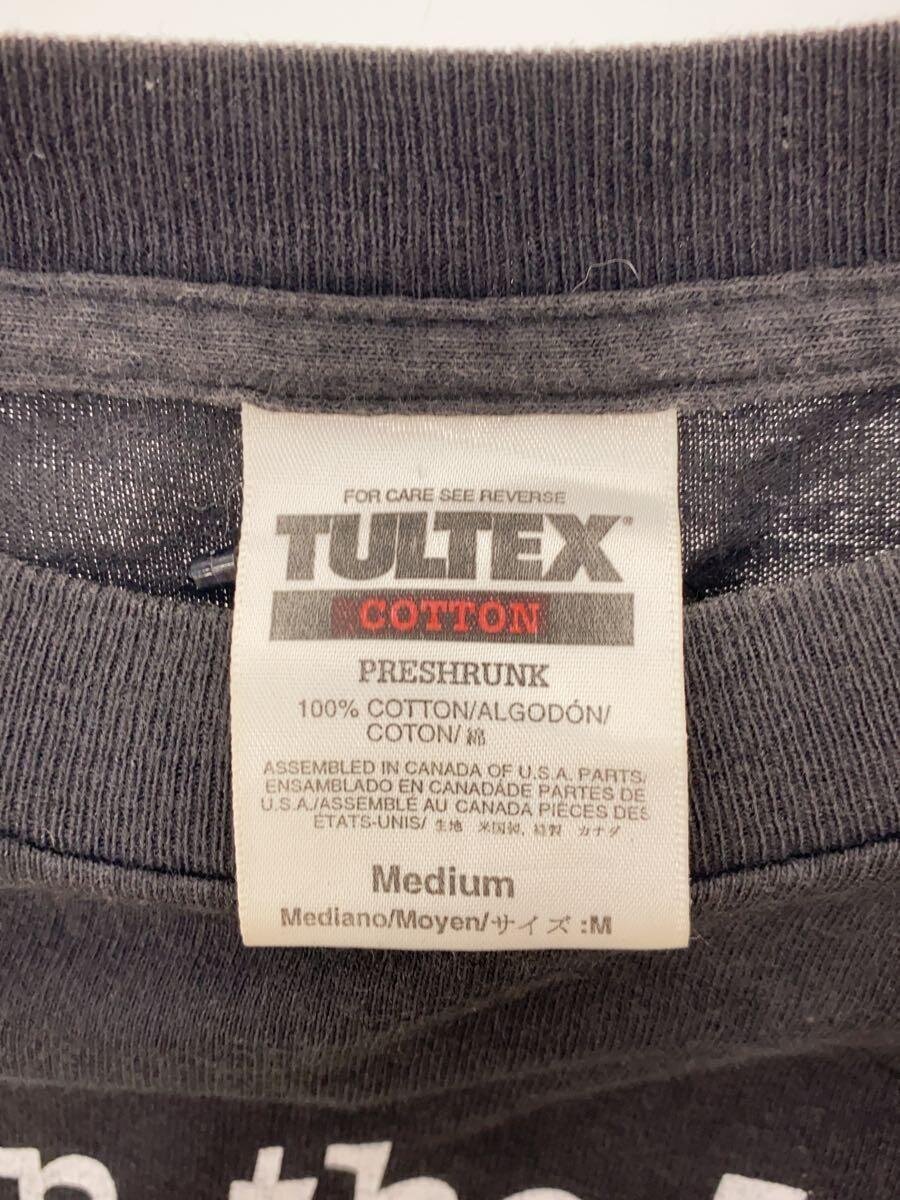 FOR CARE SEE REVERSE
TULTEX®
COTTON
PRESHRUNK
100% COTTON/ALGODÓN/
COTON/綿
ASSEMBLED IN CANADA OF U.S.A. PARTS/
ENSAMBLADO EN CANADÁDE PARTES DE
U.S.A./ASSEMBLÉ AU CANADA PIÈCES DES
ÉTATS-UNIS/ 生地 米国製, 縫製 カナダ
Medium
Mediano/Moyen/サイズ :M
the